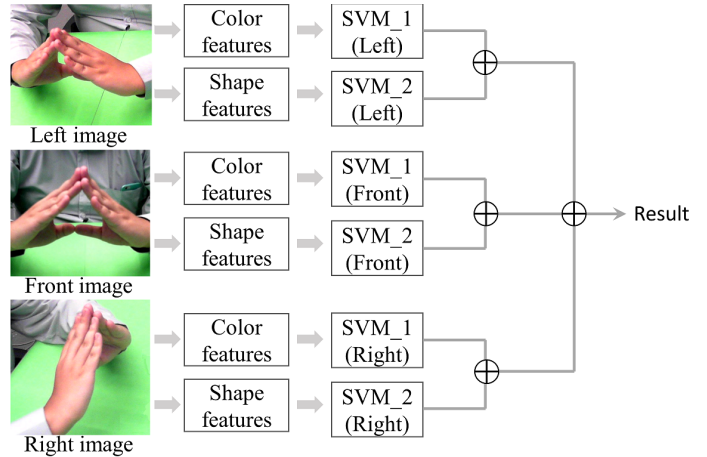 Color
features
SVM_1
(Left)
Shape
features
SVM_2
(Left)
Left image
Color
features
SVM_1
(Front)
Shape
features
SVM_2
(Front)
Front image
Result
Color
features
SVM_1
(Right)
Shape
features
SVM_2
(Right)
Right image